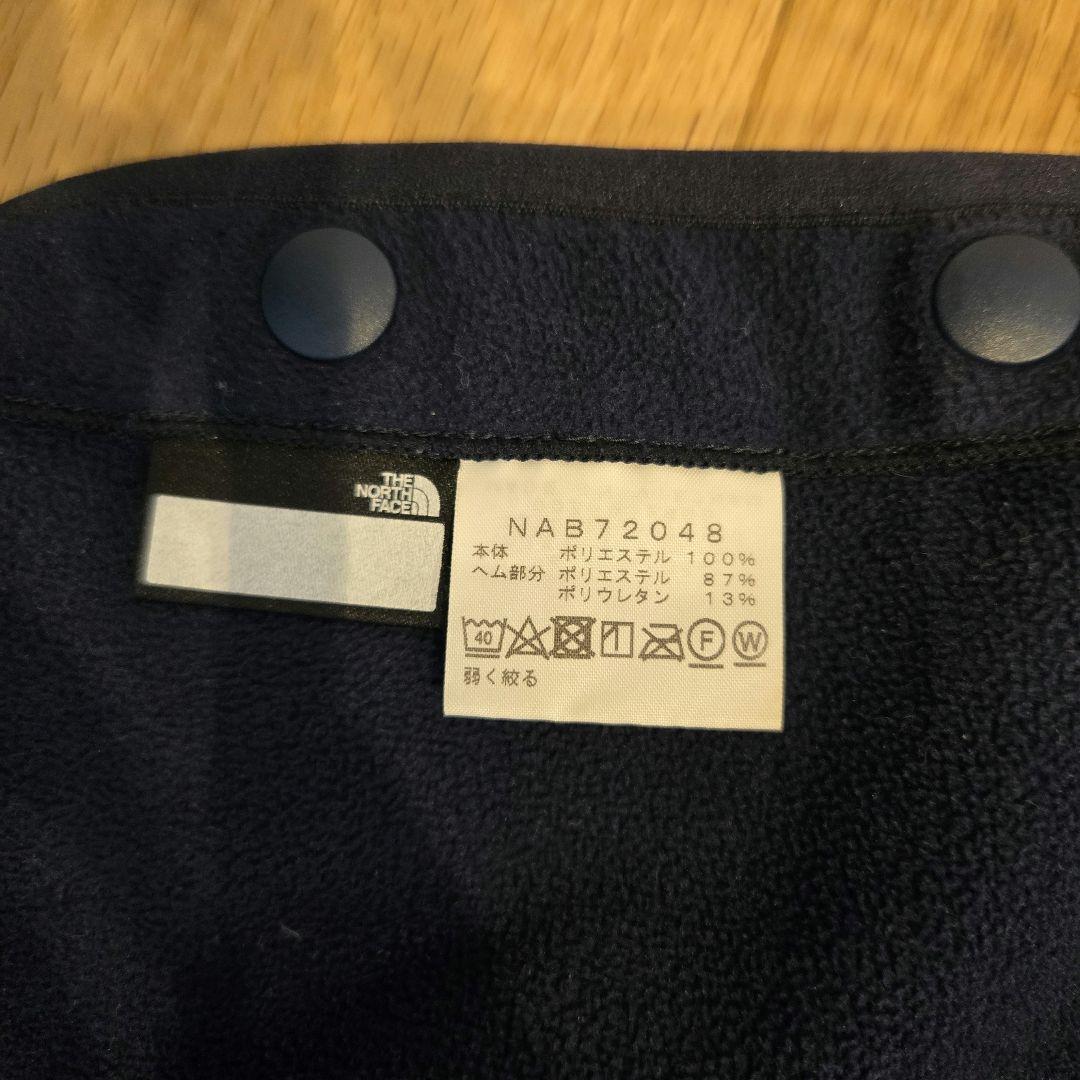 THE
NORTH
FACE
NAB72048
本体 ポリエステル 100%
ヘム部分 ポリエステル 87%
ポリウレタン 13%
40 F W
弱く絞る